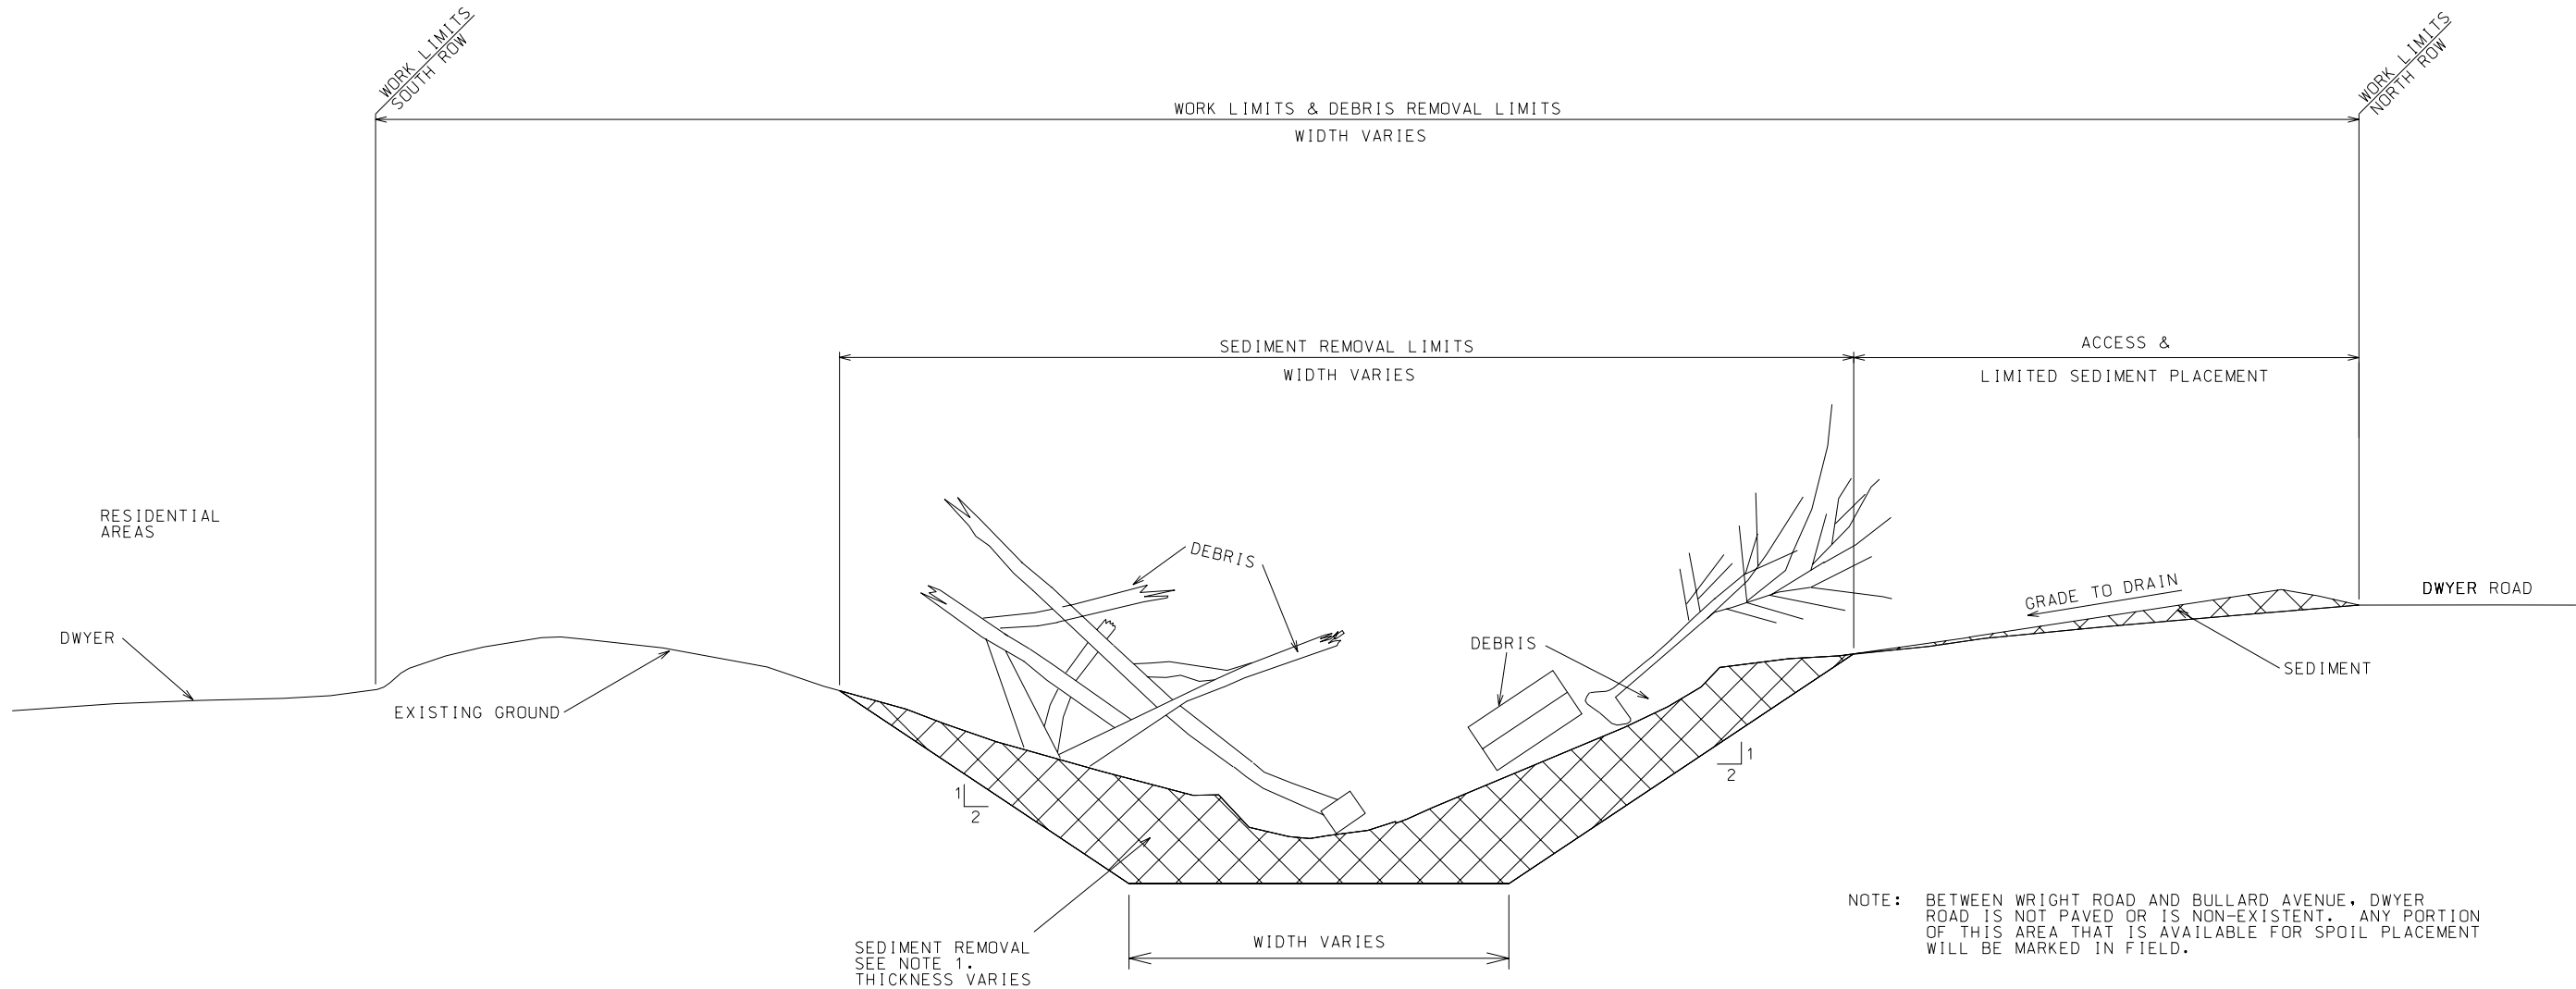 WORK LIMITS
SOUTH ROW
WORK LIMITS
NORTH ROW
WORK LIMITS & DEBRIS REMOVAL LIMITS
WIDTH VARIES
SEDIMENT REMOVAL LIMITS
WIDTH VARIES
ACCESS &
LIMITED SEDIMENT PLACEMENT
RESIDENTIAL
AREAS
DEBRIS
GRADE TO DRAIN
DWYER ROAD
DWYER
DEBRIS
SEDIMENT
EXISTING GROUND
1
2
1
2
NOTE: BETWEEN WRIGHT ROAD AND BULLARD AVENUE, DWYER
ROAD IS NOT PAVED OR IS NON-EXISTENT. ANY PORTION
OF THIS AREA THAT IS AVAILABLE FOR SPOIL PLACEMENT
WILL BE MARKED IN FIELD.
SEDIMENT REMOVAL
SEE NOTE 1.
THICKNESS VARIES
WIDTH VARIES